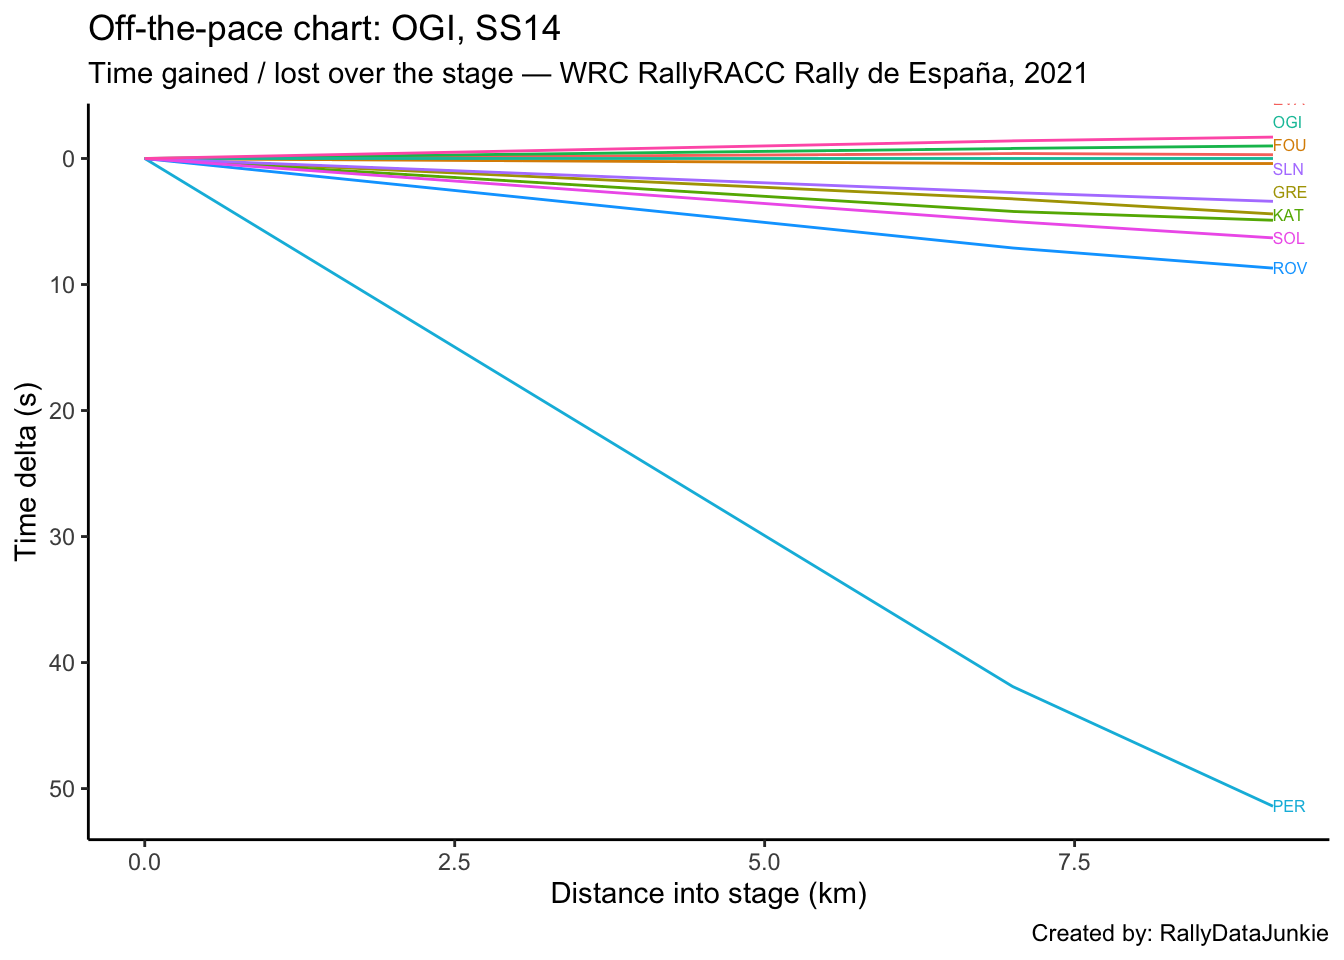 Off-the-pace chart: OGI, SS14
Time gained / lost over the stage — WRC RallyRACC Rally de España, 2021
OGI
FOU
SLN
GRE
KAT
SOL
ROV
PER
0
10
20
30
40
50
Time delta (s)
0.0 2.5 5.0 7.5
Distance into stage (km)
Created by: RallyDataJunkie